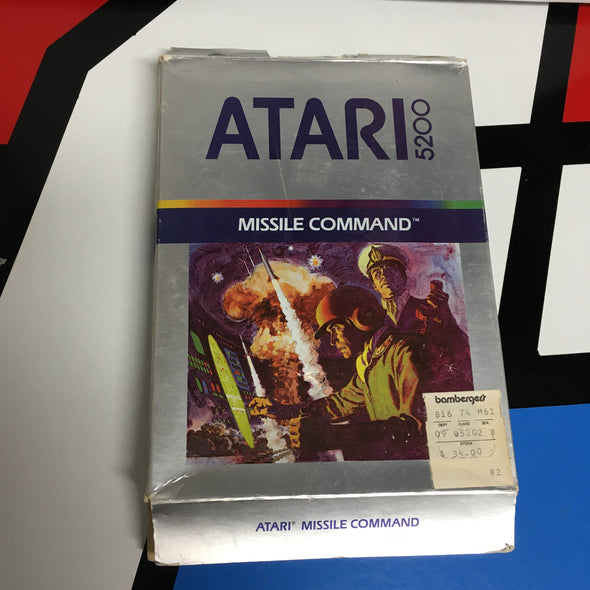 ATARI 5200
MISSILE COMMAND™
bamberger's
816 74 M61
DEPT CLASS SEA
09 05202 8
STOCK
$ 34.00
82
ATARI® MISSILE COMMAND